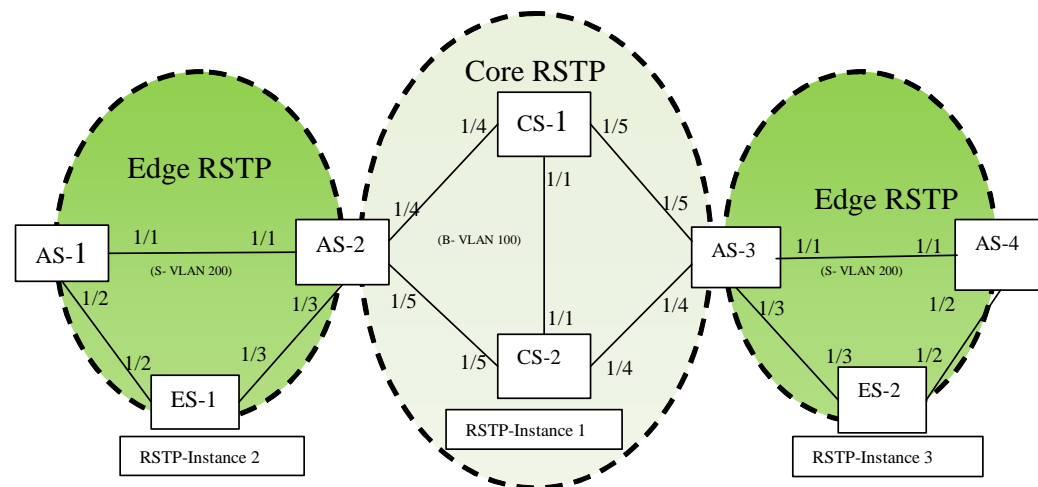 Core RSTP
1/4
CS-1
1/5
1/1
Edge RSTP
Edge RSTP
1/4
1/5
AS-1
1/1
1/1
AS-2
(B- VLAN 100)
AS-3
1/1
1/1
AS-4
(S- VLAN 200)
(S- VLAN 200)
1/2
1/3
1/5
1/4
1/3
1/2
1/1
1/2
1/3
1/5
CS-2
1/4
1/3
1/2
ES-1
ES-2
RSTP-Instance 1
RSTP-Instance 2
RSTP-Instance 3